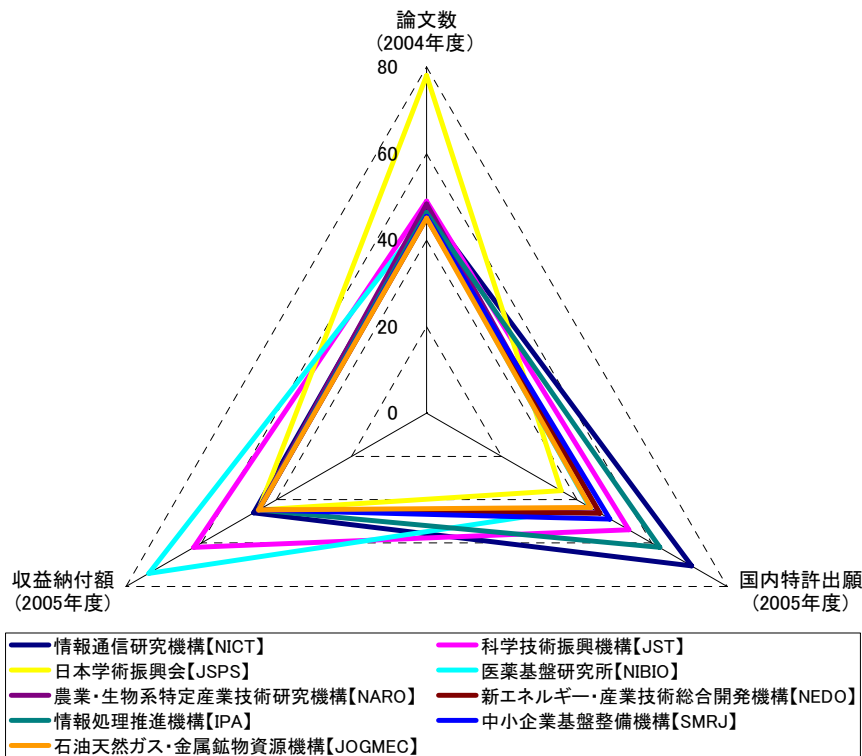 論文数
(2004年度)
80
60
40
20
0
収益納付額
(2005年度)
国内特許出願
(2005年度)
情報通信研究機構【NICT】
科学技術振興機構【JST】
日本学術振興会【JSPS】
医薬基盤研究所【NIBIO】
農業・生物系特定産業技術研究機構【NARO】
新エネルギー・産業技術総合開発機構【NEDO】
情報処理推進機構【IPA】
中小企業基盤整備機構【SMRJ】
石油天然ガス・金属鉱物資源機構【JOGMEC】